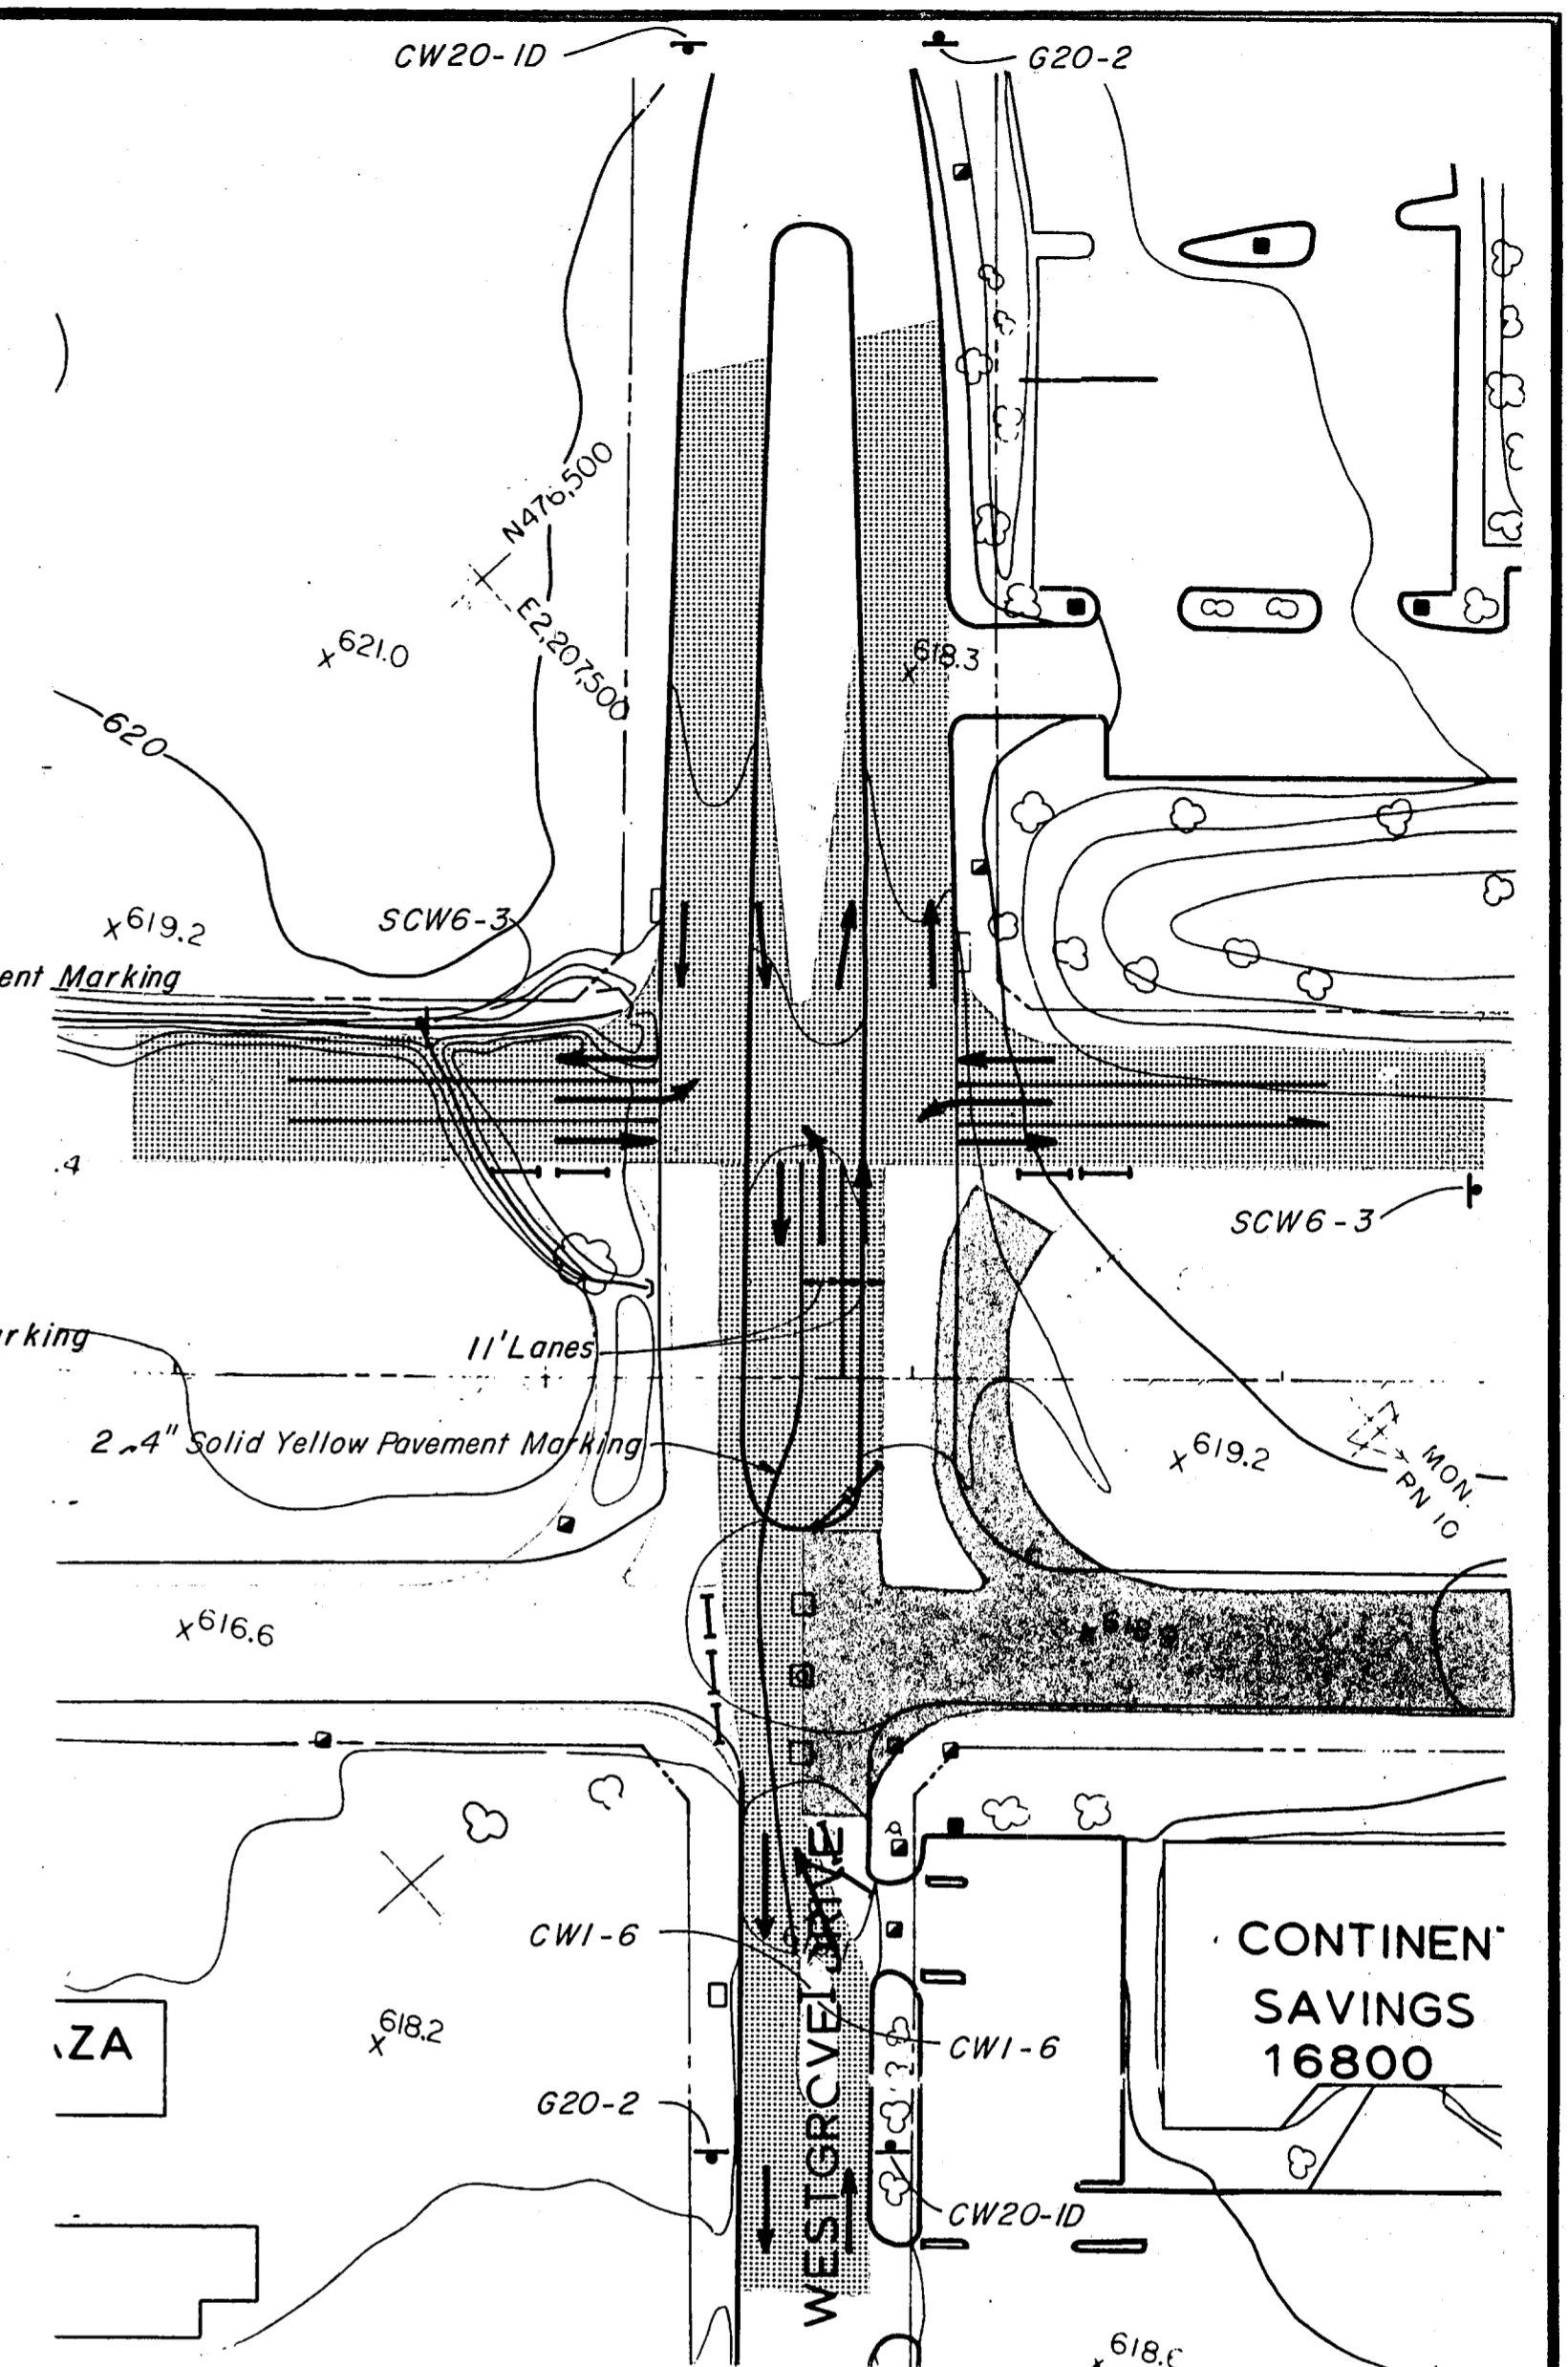 CW20-1D
G20-2
N476,500
E2,207,500
x621.0
x618.3
620
x619.2
SCW6-3
ent Marking
.4
SCW6-3
rking
11' Lanes
2 ~ 4" Solid Yellow Pavement Marking
x619.2
MON.
RN 10
x616.6
CW1-6
CONTINEN
SAVINGS
16800
AZA
x618.2
CW1-6
G20-2
WESTGROVE DRIVE
CW20-1D